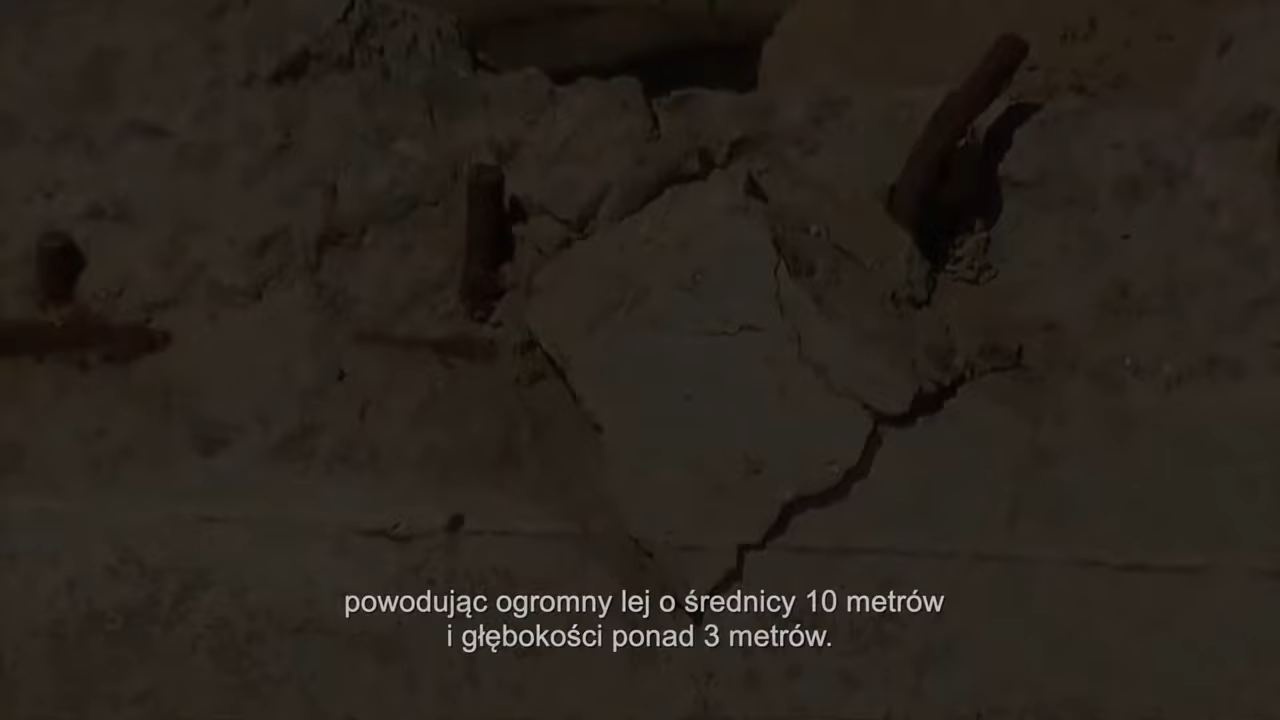 powodując ogromny lej o średnicy 10 metrów
i głębokości ponad 3 metrów.